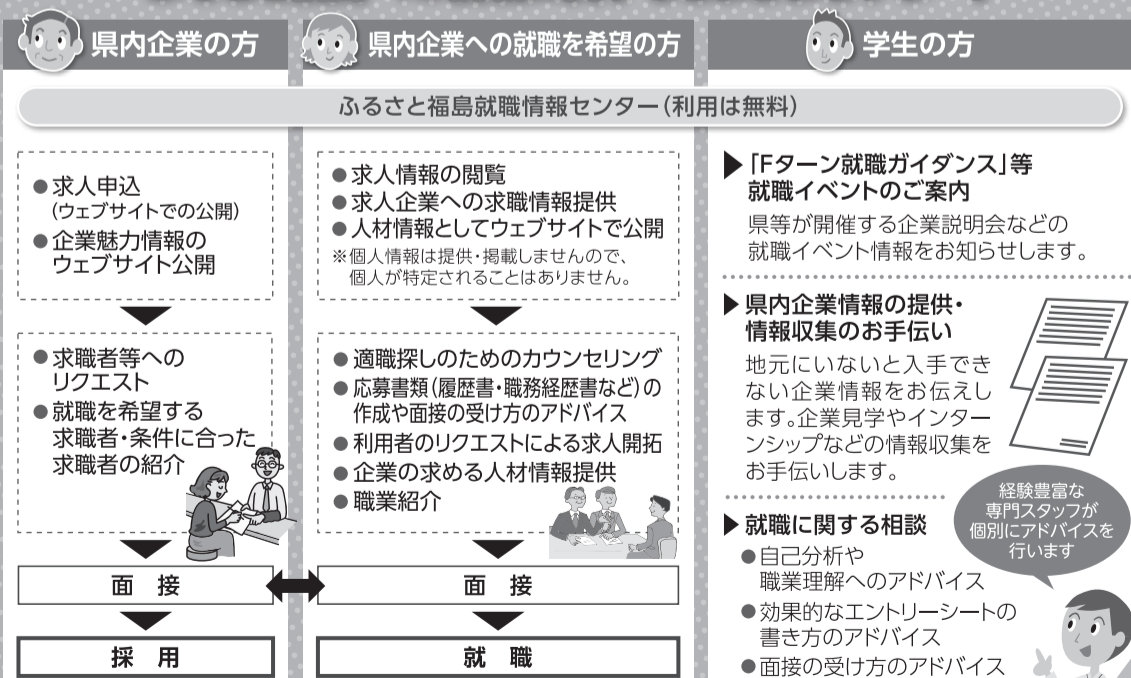 県内企業の方
県内企業への就職を希望の方
学生の方
ふるさと福島就職情報センター(利用は無料)
●求人申込
(ウェブサイトでの公開)
●企業魅力情報の
ウェブサイト公開
●求職者等への
リクエスト
●就職を希望する
求職者・条件に合った
求職者の紹介
面 接
採 用
●求人情報の閲覧
●求人企業への求職情報提供
●人材情報としてウェブサイトで公開
※個人情報は提供・掲載しませんので、
個人が特定されることはありません。
●適職探しのためのカウンセリング
●応募書類(履歴書・職務経歴書など)の
作成や面接の受け方のアドバイス
●利用者のリクエストによる求人開拓
●企業の求める人材情報提供
●職業紹介
面 接
就 職
▶「Fターン就職ガイダンス」等
就職イベントのご案内
県等が開催する企業説明会などの
就職イベント情報をお知らせします。
▶県内企業情報の提供・
情報収集のお手伝い
地元にいないと入手でき
ない企業情報をお伝えし
ます。企業見学やインター
ンシップなどの情報収集を
お手伝いします。
▶就職に関する相談
●自己分析や
職業理解へのアドバイス
●効果的なエントリーシートの
書き方のアドバイス
●面接の受け方のアドバイス
経験豊富な
専門スタッフが
個別にアドバイスを
行います